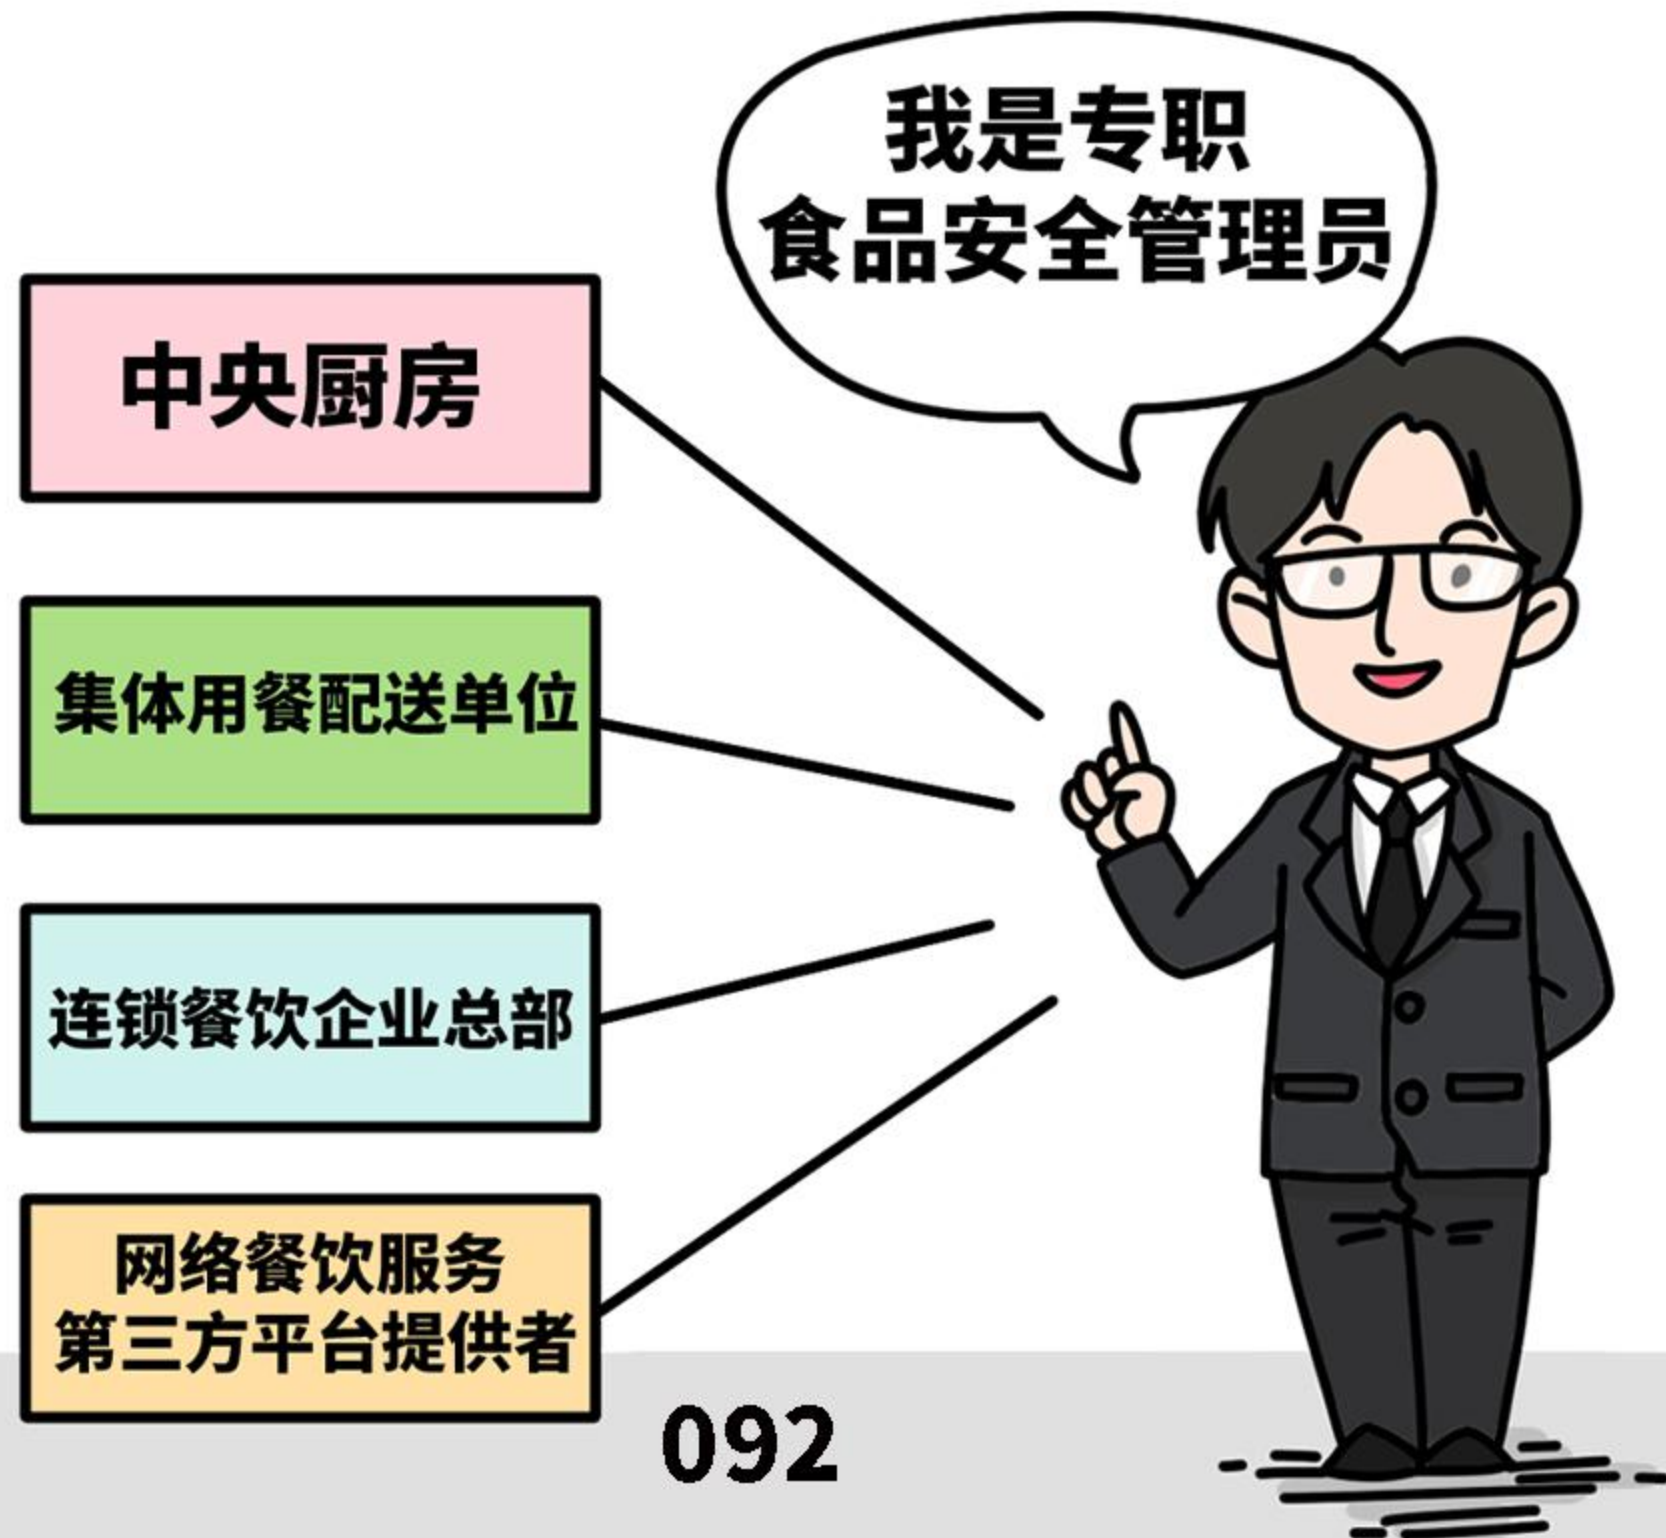 我是专职
食品安全管理员
中央厨房
集体用餐配送单位
连锁餐饮企业总部
网络餐饮服务
第三方平台提供者
092